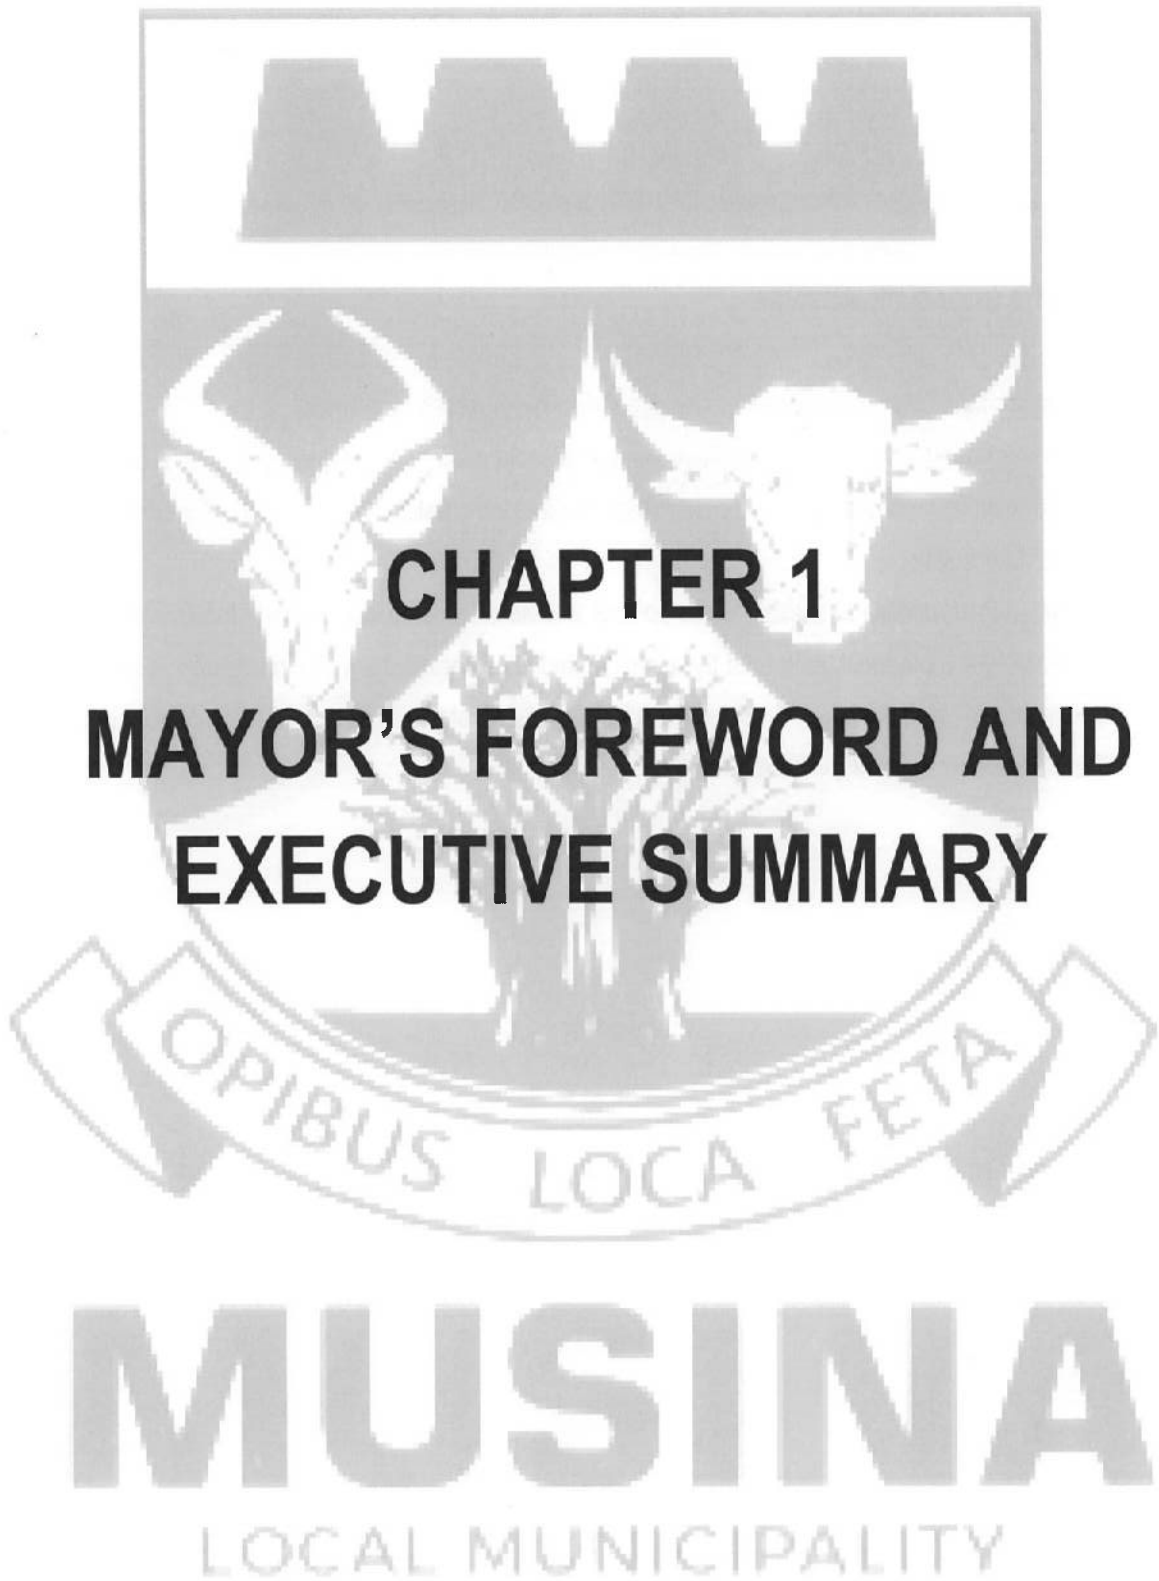 CHAPTER 1
MAYOR’S FOREWORD AND
EXECUTIVE SUMMARY
OPIBUS LOCA FETA
MUSINA
LOCAL MUNICIPALITY